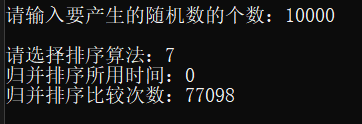 请输入要产生的随机数的个数：10000
请选择排序算法：7
归并排序所用时间：0
归并排序比较次数：77098